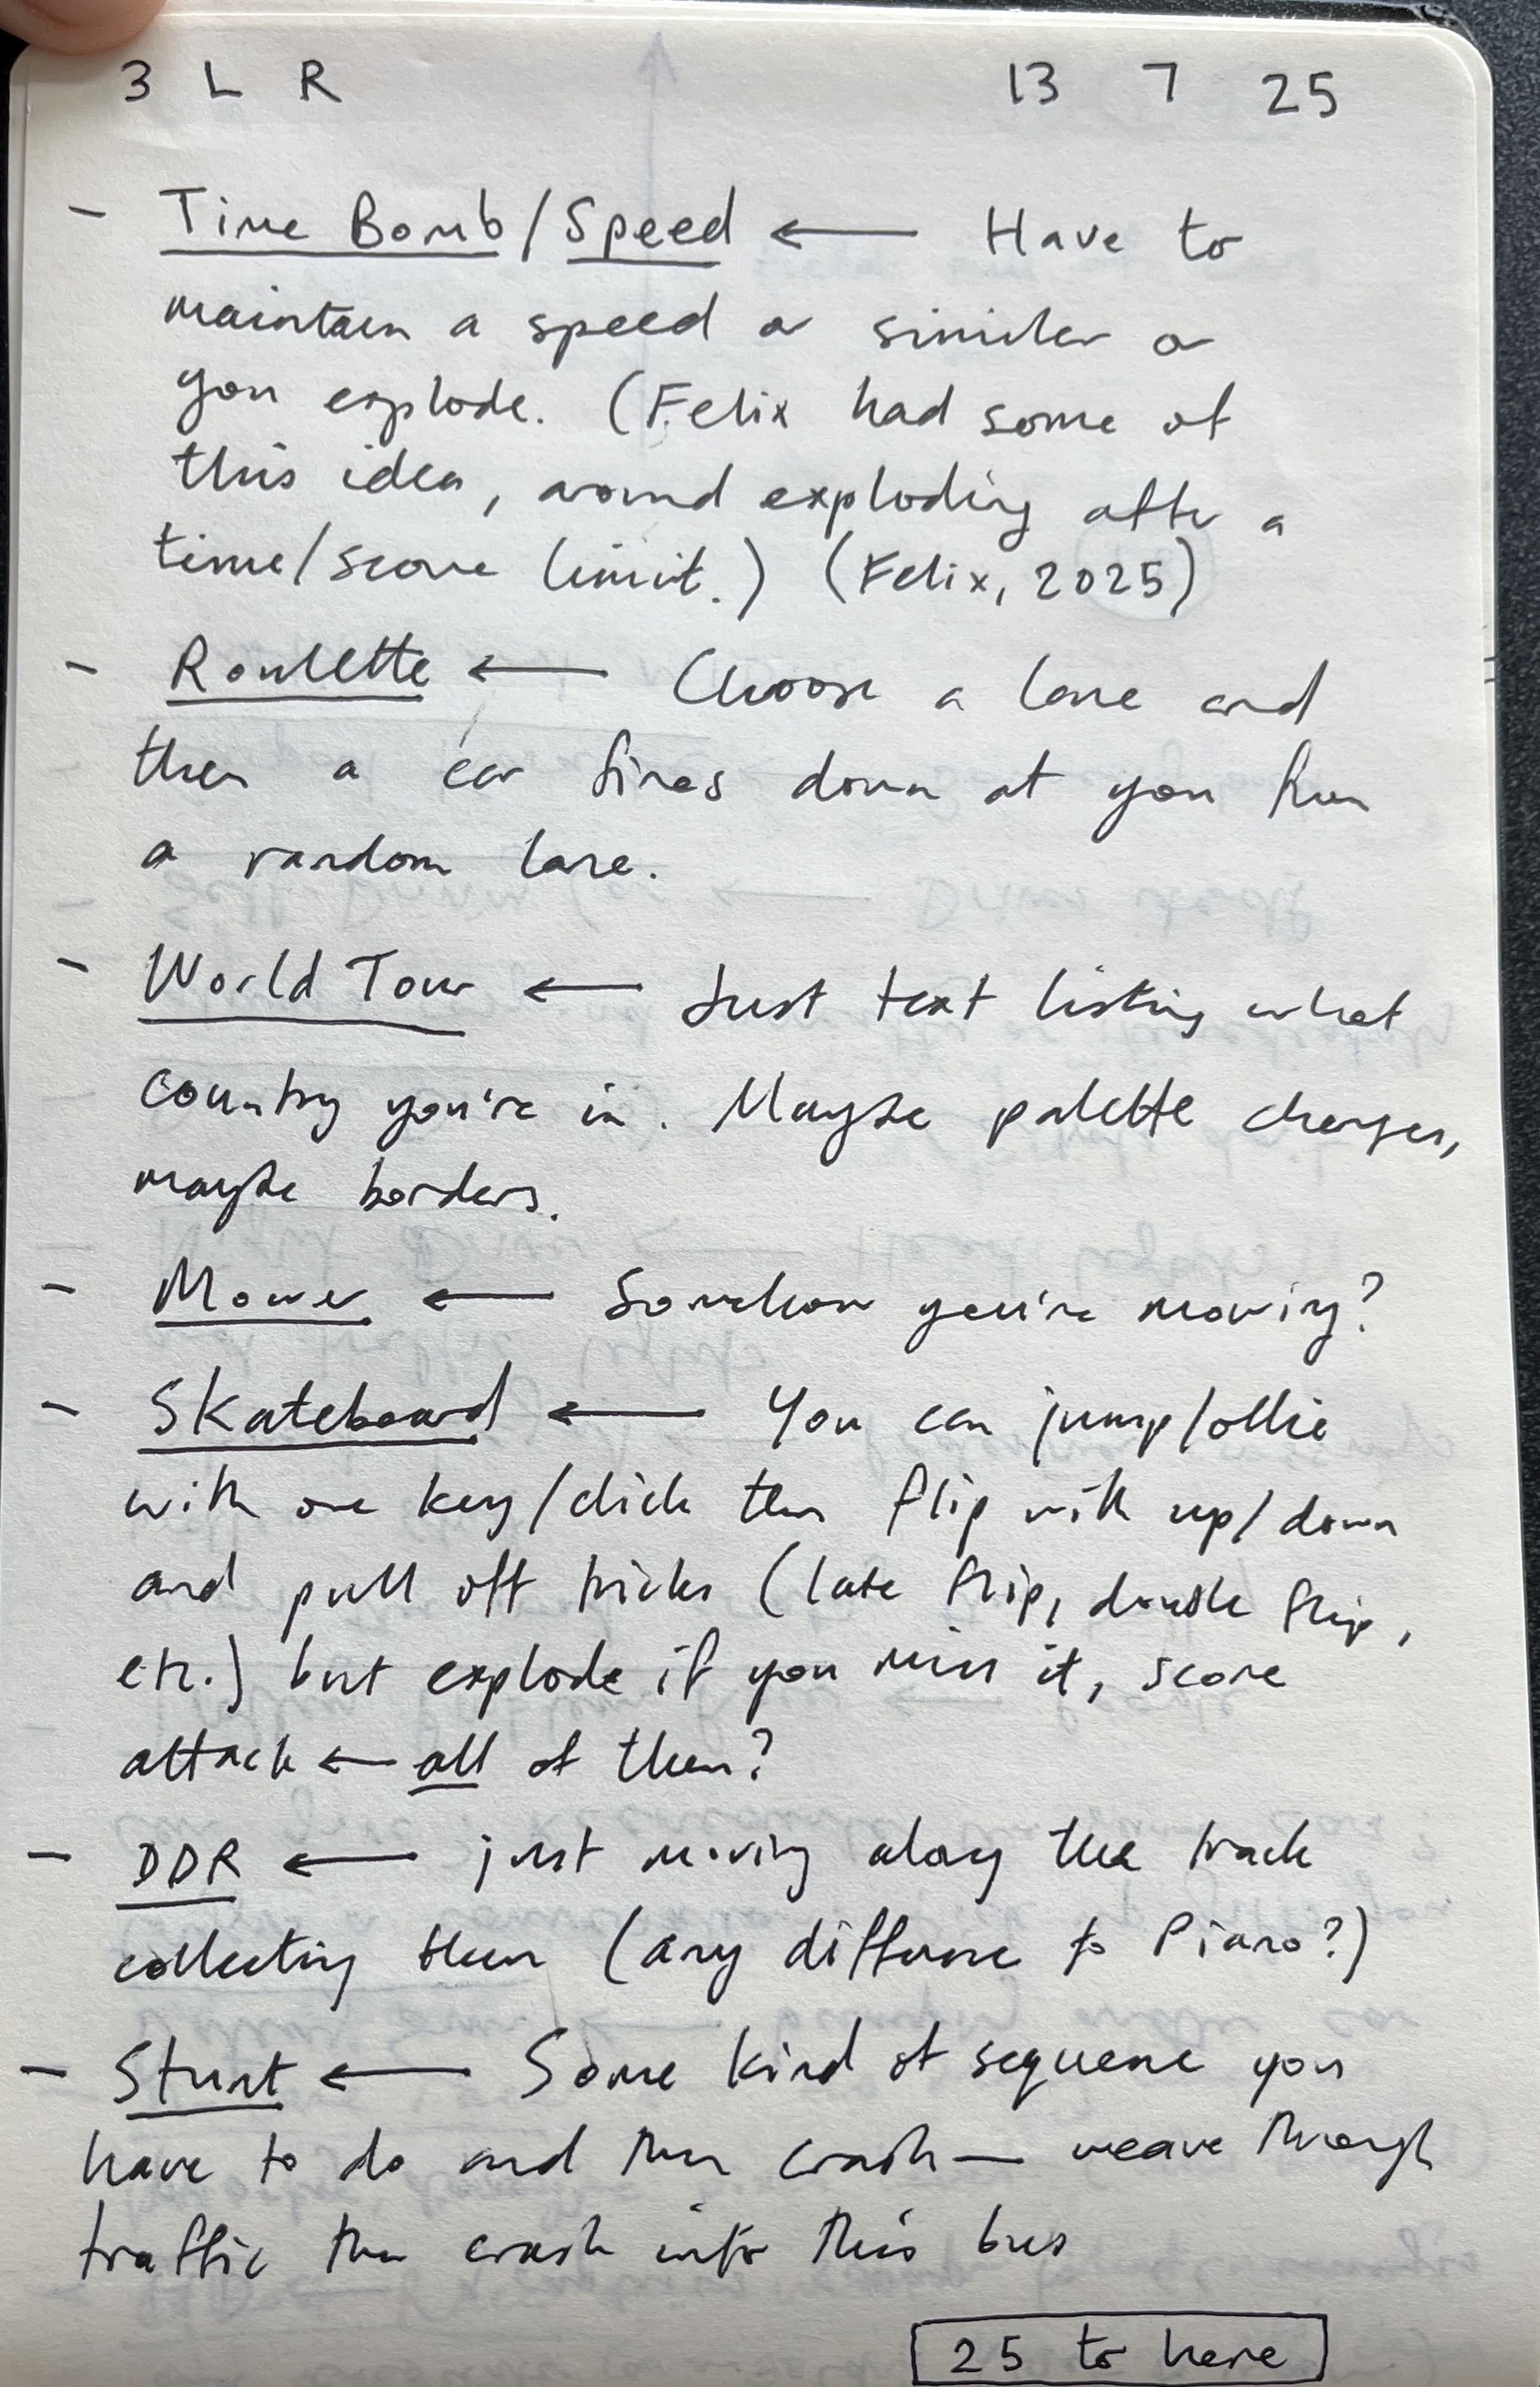 3 L R 13 7 25
- Time Bomb/Speed ← Have to
maintain a speed or similar or
you explode. (Felix had some of
this idea, around exploding after a
time/score limit.) (Felix, 2025)
- Roulette ← Choose a lane and
then a car fires down at you from
a random lane.
- World Tour ← Just text listing what
country you're in. Maybe palette changes,
maybe borders.
- Mower ← Somehow you're mowing?
- Skateboard ← You can jump/ollie
with one key/click then flip with up/down
and pull off tricks (late flip, double flip,
etc.) but explode if you miss it, score
attack ← all of them?
- DDR ← just moving along the track
collecting them (any difference to Piano?)
- Stunt ← Some kind of sequence you
have to do and then crash — weave through
traffic then crash into this bus
25 to here